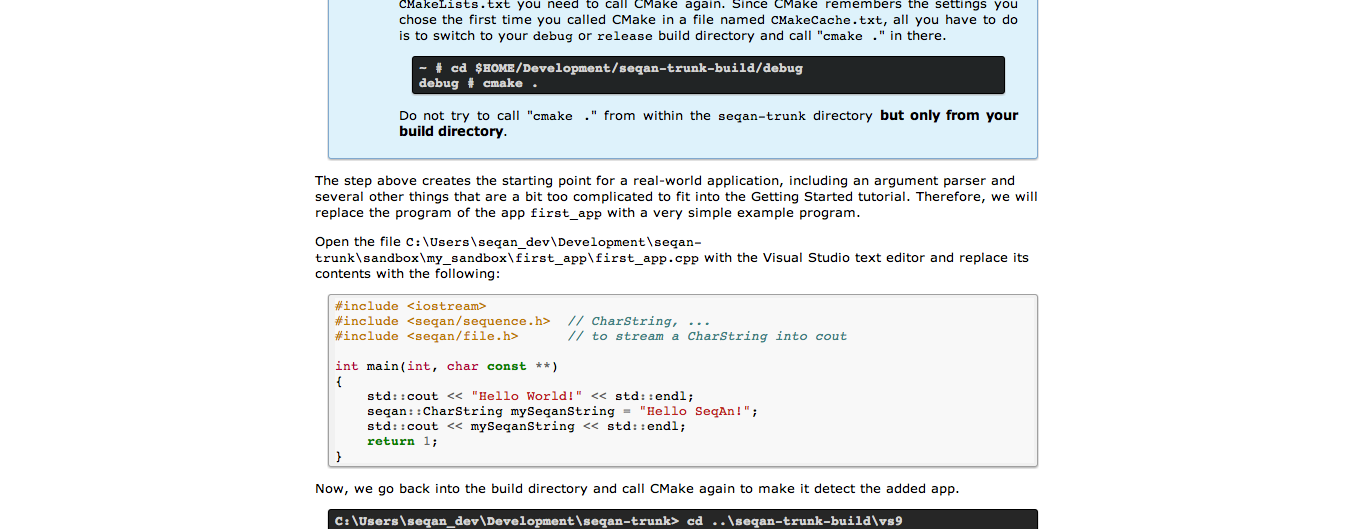 CMakeLists.txt you need to call CMake again. Since CMake remembers the settings you
chose the first time you called CMake in a file named CMakeCache.txt, all you have to do
is to switch to your debug or release build directory and call "cmake ." in there.
~ # cd $HOME/Development/seqan-trunk-build/debug
debug # cmake .
Do not try to call "cmake ." from within the seqan-trunk directory but only from your
build directory.
The step above creates the starting point for a real-world application, including an argument parser and
several other things that are a bit too complicated to fit into the Getting Started tutorial. Therefore, we will
replace the program of the app first_app with a very simple example program.
Open the file C:\Users\seqan_dev\Development\seqan-
trunk\sandbox\my_sandbox\first_app\first_app.cpp with the Visual Studio text editor and replace its
contents with the following:
#include <iostream>
#include <seqan/sequence.h>  // CharString, ...
#include <seqan/file.h>      // to stream a CharString into cout
int main(int, char const **)
{
    std::cout << "Hello World!" << std::endl;
    seqan::CharString mySeqanString = "Hello SeqAn!";
    std::cout << mySeqanString << std::endl;
    return 1;
}
Now, we go back into the build directory and call CMake again to make it detect the added app.
C:\Users\seqan_dev\Development\seqan-trunk> cd ..\seqan-trunk-build\vs9